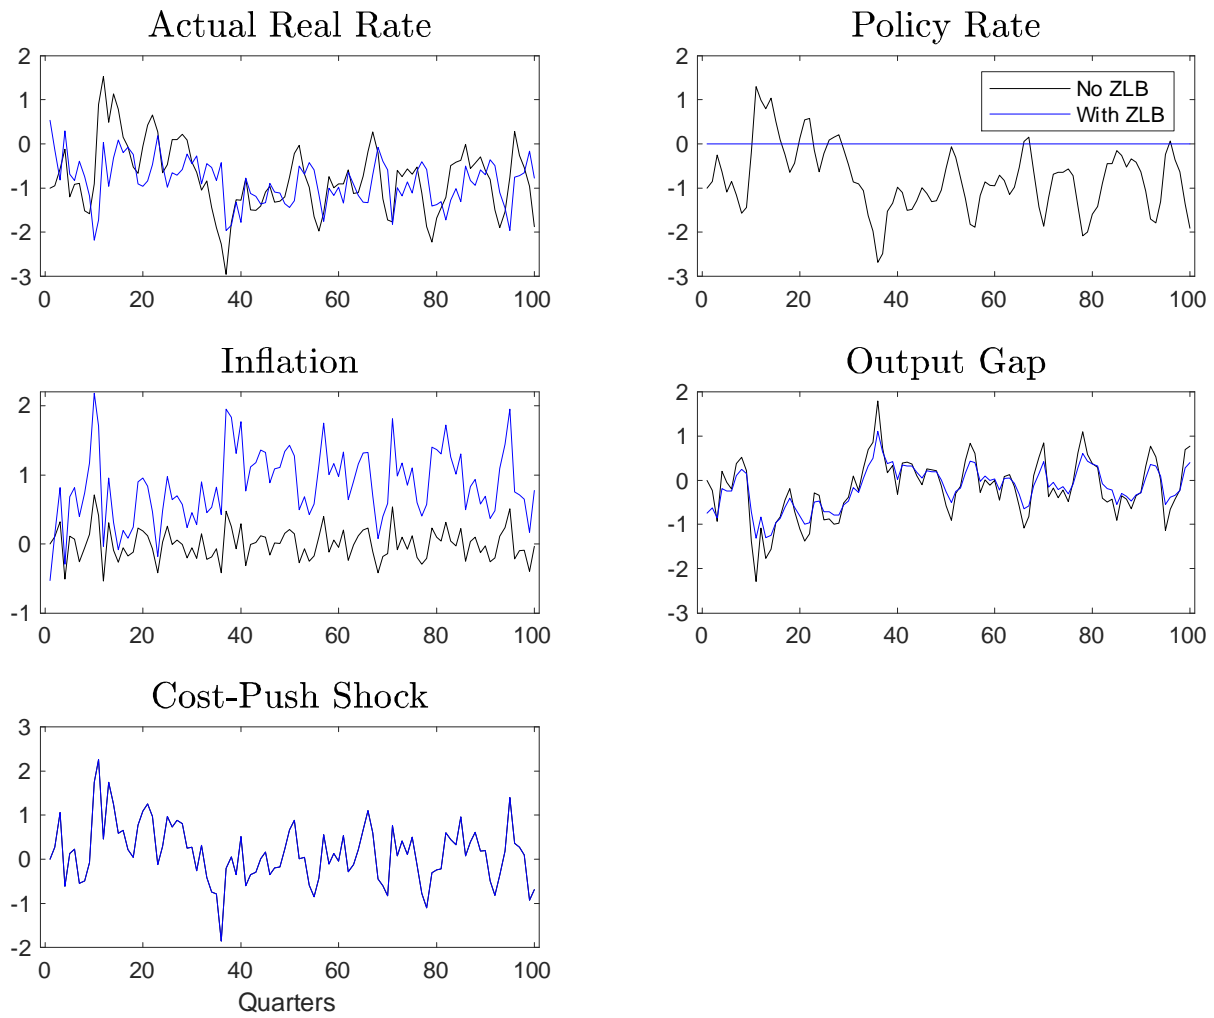 Actual Real Rate
2
1
0
-1
-2
-3
0 20 40 60 80 100
Policy Rate
No ZLB
With ZLB
2
1
0
-1
-2
-3
0 20 40 60 80 100
Inflation
2
1
0
-1
0 20 40 60 80 100
Output Gap
2
1
0
-1
-2
-3
0 20 40 60 80 100
Cost-Push Shock
3
2
1
0
-1
-2
0 20 40 60 80 100
Quarters